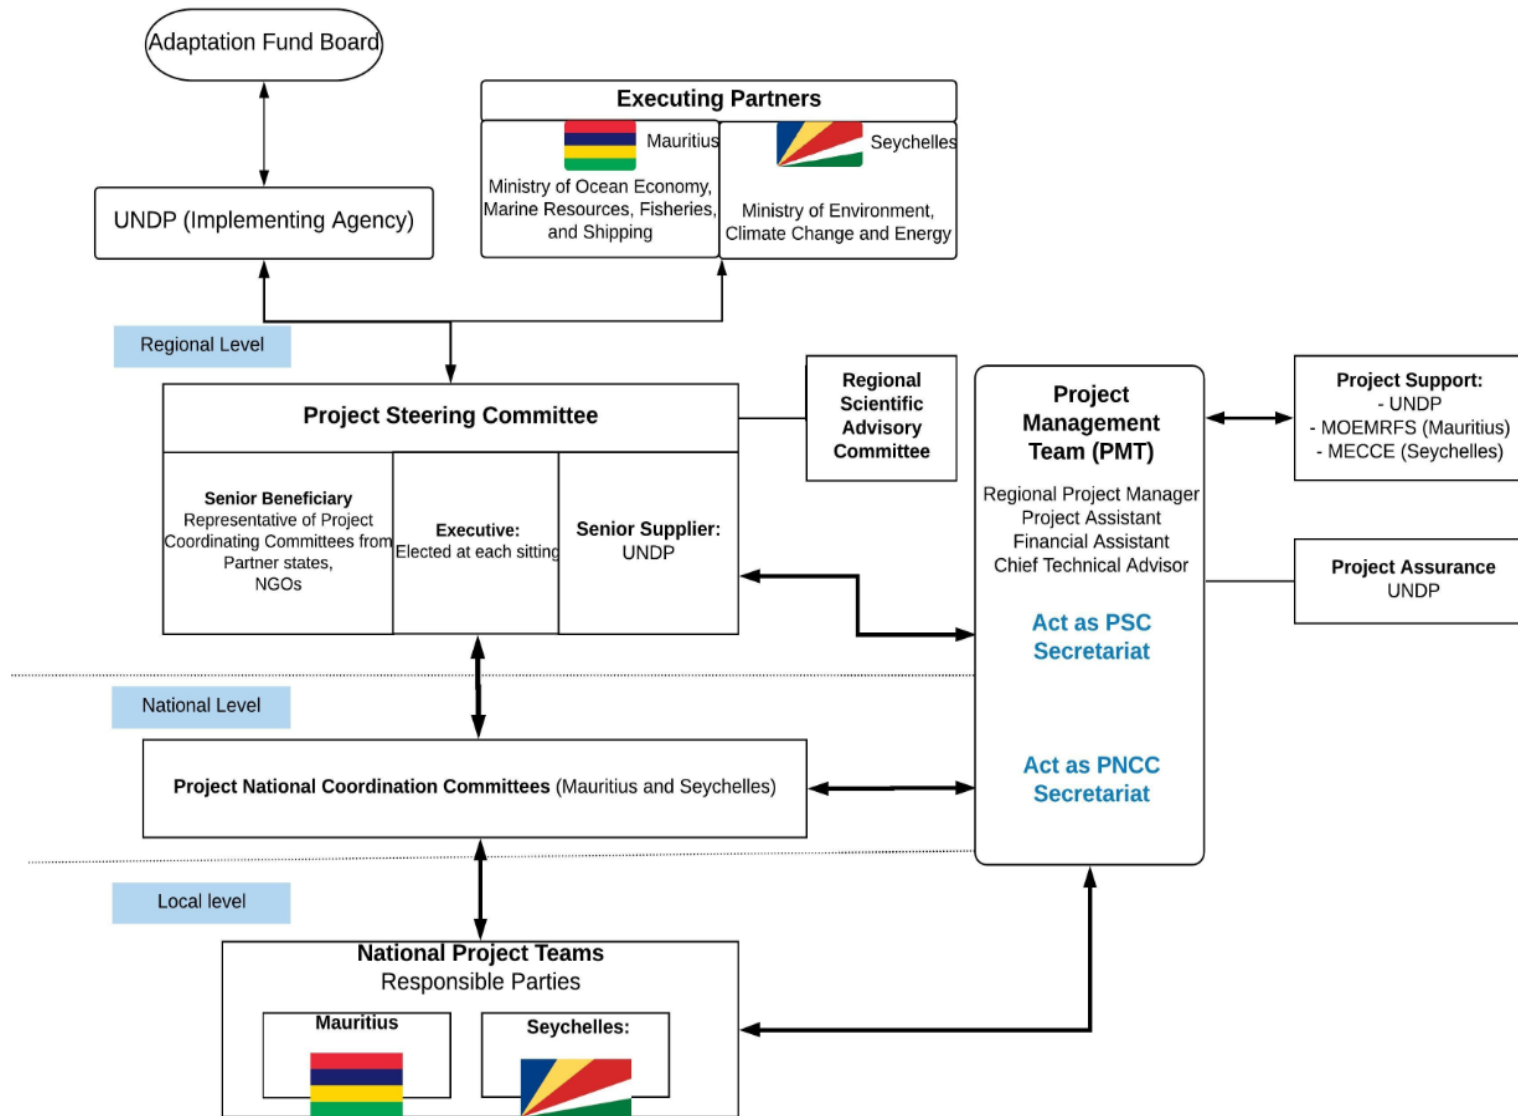 Adaptation Fund Board
UNDP (Implementing Agency)
Executing Partners
Mauritius
Ministry of Ocean Economy,
Marine Resources, Fisheries,
and Shipping
Seychelles
Ministry of Environment,
Climate Change and Energy
Regional Level
Project Steering Committee
Senior Beneficiary
Representative of Project
Coordinating Committees from
Partner states,
NGOs
Executive:
Elected at each sitting
Senior Supplier:
UNDP
Regional
Scientific
Advisory
Committee
Project
Management
Team (PMT)
Regional Project Manager
Project Assistant
Financial Assistant
Chief Technical Advisor
Act as PSC
Secretariat
Act as PNCC
Secretariat
Project Support:
- UNDP
- MOEMRFS (Mauritius)
- MECCE (Seychelles)
Project Assurance
UNDP
National Level
Project National Coordination Committees (Mauritius and Seychelles)
Local level
National Project Teams
Responsible Parties
Mauritius
Seychelles: